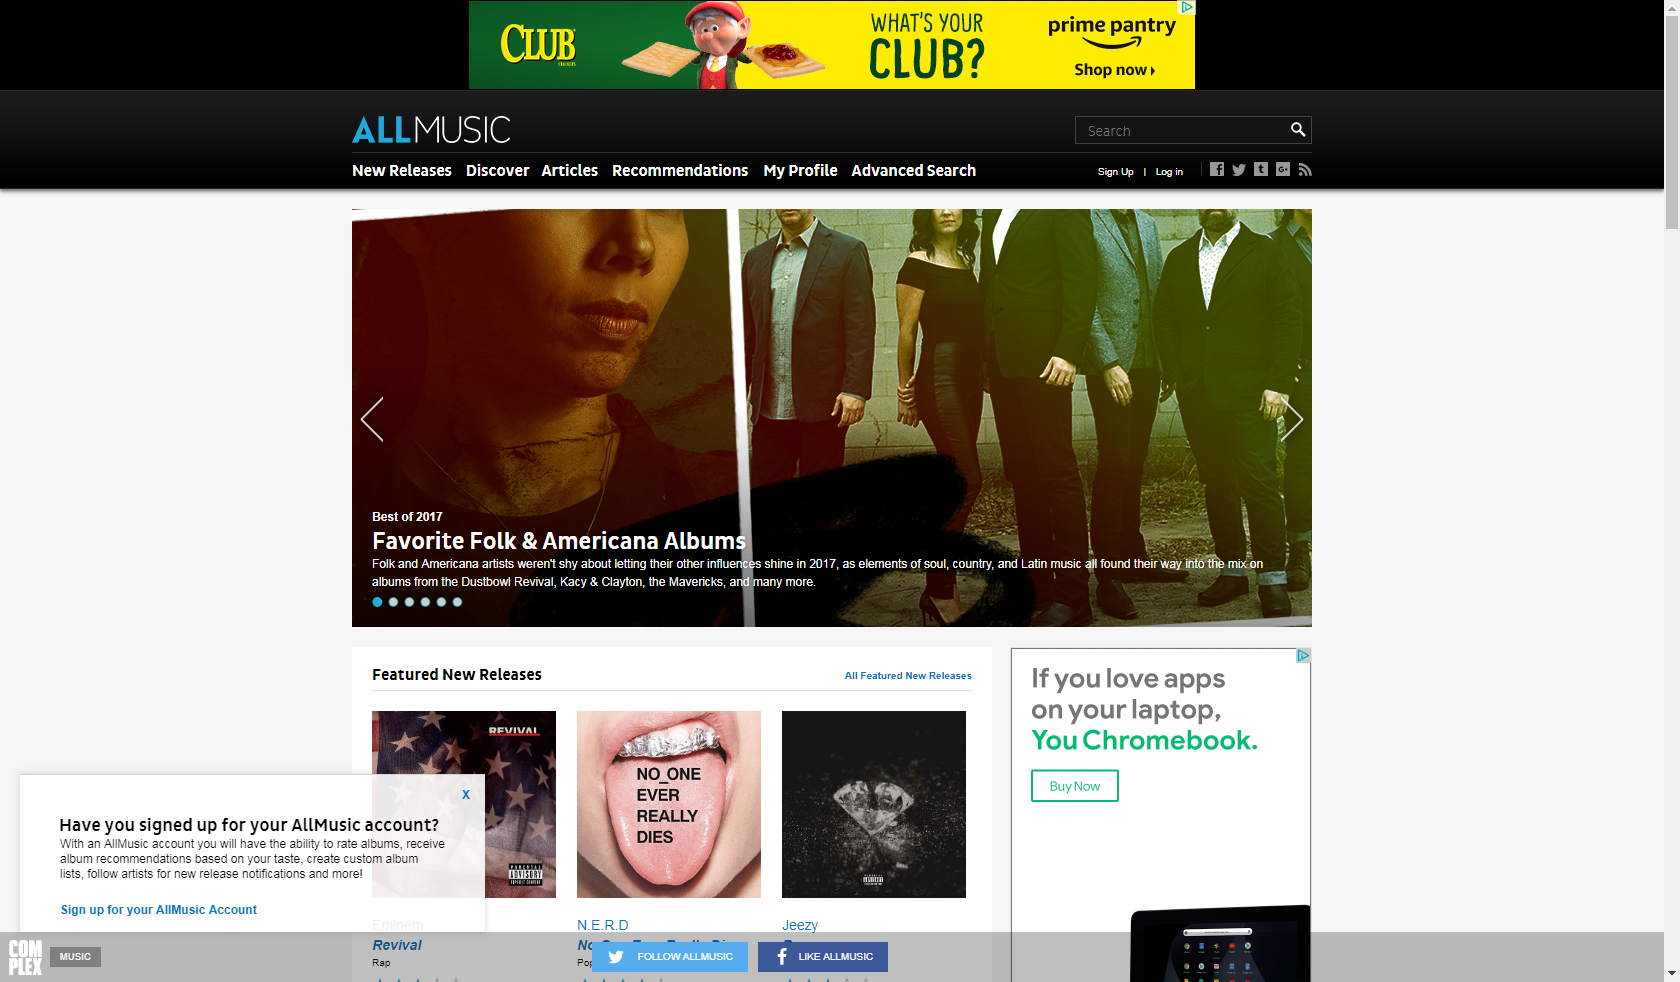 CLUB
WHAT'S YOUR
CLUB?
prime pantry
Shop now
ALLMUSIC
Search
New Releases Discover Articles Recommendations My Profile Advanced Search
Sign Up | Log in
Best of 2017
Favorite Folk & Americana Albums
Folk and Americana artists weren't shy about letting their other influences shine in 2017, as elements of soul, country, and Latin music all found their way into the mix on
albums from the Dustbowl Revival, Kacy & Clayton, the Mavericks, and many more.
Featured New Releases
All Featured New Releases
REVIVAL
PARENTAL
ADVISORY
EXPLICIT CONTENT
NO_ONE
EVER
REALLY
DIES
Eminem
Revival
Rap
N.E.R.D
Jeezy
If you love apps
on your laptop,
You Chromebook.
Buy Now
X
Have you signed up for your AllMusic account?
With an AllMusic account you will have the ability to rate albums, receive
album recommendations based on your taste, create custom album
lists, follow artists for new release notifications and more!
Sign up for your AllMusic Account
COMPLEX
MUSIC
FOLLOW ALLMUSIC
LIKE ALLMUSIC